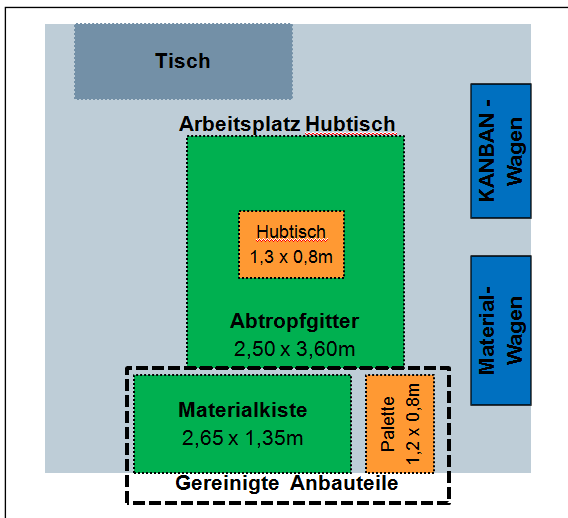 Tisch
Arbeitsplatz Hubtisch
KANBAN -
Wagen
Hubtisch
1,3 x 0,8m
Material-
Wagen
Abtropfgitter
2,50 x 3,60m
Materialkiste
2,65 x 1,35m
Palette
1,2 x 0,8m
Gereinigte Anbauteile